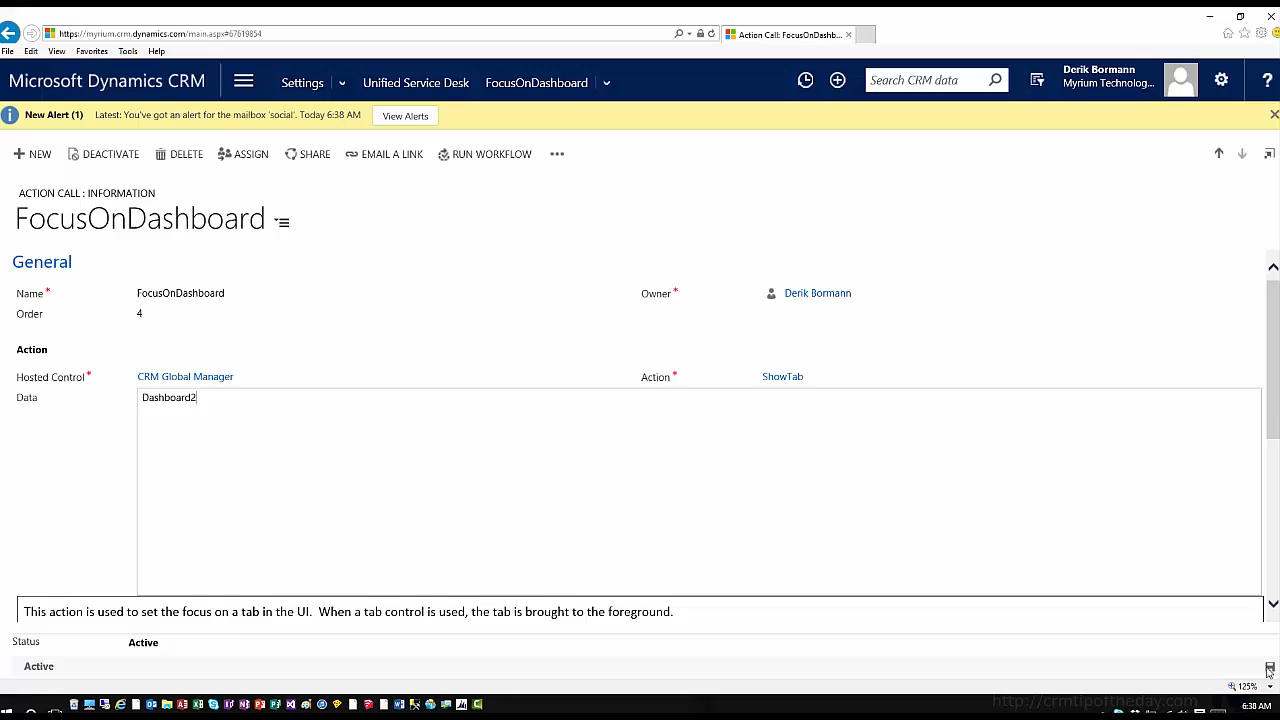 https://myrium.crm.dynamics.com/main.aspx#67619854
Action Call: FocusOnDashb...
File Edit View Favorites Tools Help
Microsoft Dynamics CRM
Settings
Unified Service Desk
FocusOnDashboard
Search CRM data
Derik Bormann
Myrium Technolog...
New Alert (1) Latest: You've got an alert for the mailbox 'social'. Today 6:38 AM View Alerts
NEW DEACTIVATE DELETE ASSIGN SHARE EMAIL A LINK RUN WORKFLOW
ACTION CALL : INFORMATION
FocusOnDashboard
General
Name* FocusOnDashboard Owner* Derik Bormann
Order 4
Action
Hosted Control* CRM Global Manager Action* ShowTab
Data Dashboard2
This action is used to set the focus on a tab in the UI. When a tab control is used, the tab is brought to the foreground.
Status Active
Active
125%
http://crmtipoftheday.com
6:38 AM